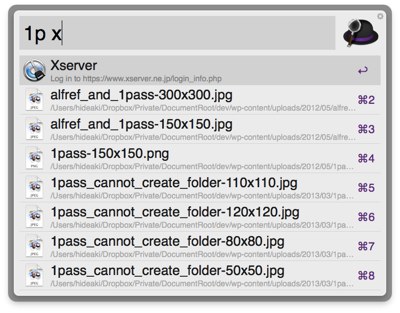 1p x
Xserver
Log in to https://www.xserver.ne.jp/login_info.php
↩
alfref_and_1pass-300x300.jpg
/Users/hideaki/Dropbox/Private/DocumentRoot/dev/wp-content/uploads/2012/05/alfre…
⌘2
alfref_and_1pass-150x150.jpg
/Users/hideaki/Dropbox/Private/DocumentRoot/dev/wp-content/uploads/2012/05/alfre…
⌘3
1pass-150x150.png
/Users/hideaki/Dropbox/Private/DocumentRoot/dev/wp-content/uploads/2012/05/1pa…
⌘4
1pass_cannot_create_folder-110x110.jpg
/Users/hideaki/Dropbox/Private/DocumentRoot/dev/wp-content/uploads/2013/03/1pas…
⌘5
1pass_cannot_create_folder-120x120.jpg
/Users/hideaki/Dropbox/Private/DocumentRoot/dev/wp-content/uploads/2013/03/1pas…
⌘6
1pass_cannot_create_folder-80x80.jpg
/Users/hideaki/Dropbox/Private/DocumentRoot/dev/wp-content/uploads/2013/03/1pas…
⌘7
1pass_cannot_create_folder-50x50.jpg
/Users/hideaki/Dropbox/Private/DocumentRoot/dev/wp-content/uploads/2013/03/1pas…
⌘8